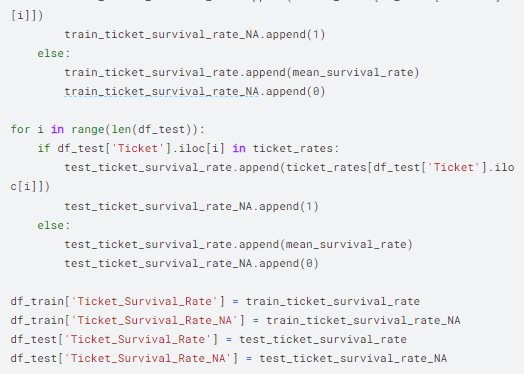 [i]])
train_ticket_survival_rate_NA.append(1)
else:
train_ticket_survival_rate.append(mean_survival_rate)
train_ticket_survival_rate_NA.append(0)
for i in range(len(df_test)):
if df_test['Ticket'].iloc[i] in ticket_rates:
test_ticket_survival_rate.append(ticket_rates[df_test['Ticket'].ilo
c[i]])
test_ticket_survival_rate_NA.append(1)
else:
test_ticket_survival_rate.append(mean_survival_rate)
test_ticket_survival_rate_NA.append(0)
df_train['Ticket_Survival_Rate'] = train_ticket_survival_rate
df_train['Ticket_Survival_Rate_NA'] = train_ticket_survival_rate_NA
df_test['Ticket_Survival_Rate'] = test_ticket_survival_rate
df_test['Ticket_Survival_Rate_NA'] = test_ticket_survival_rate_NA